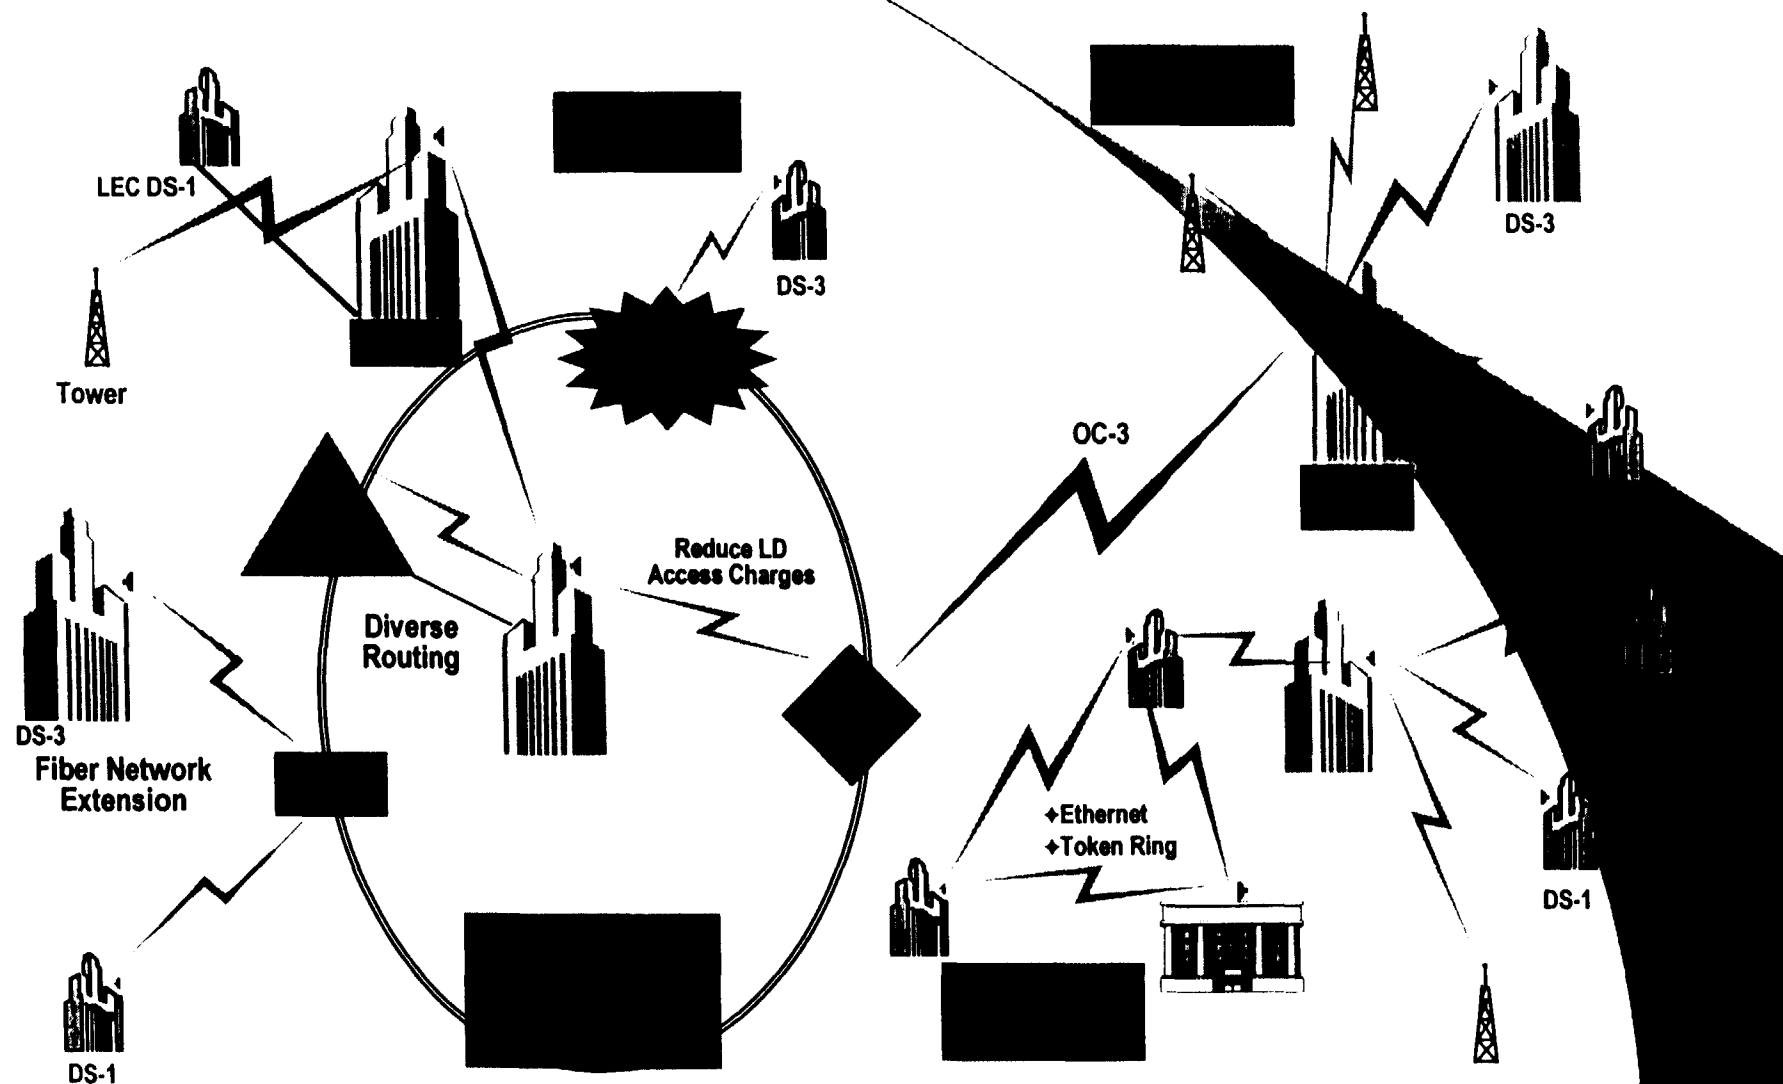 LEC DS-1
DS-3
DS-3
Tower
OC-3
Reduce LD
Access Charges
Diverse
Routing
DS-3
Fiber Network
Extension
✦Ethernet
✦Token Ring
DS-1
DS-1